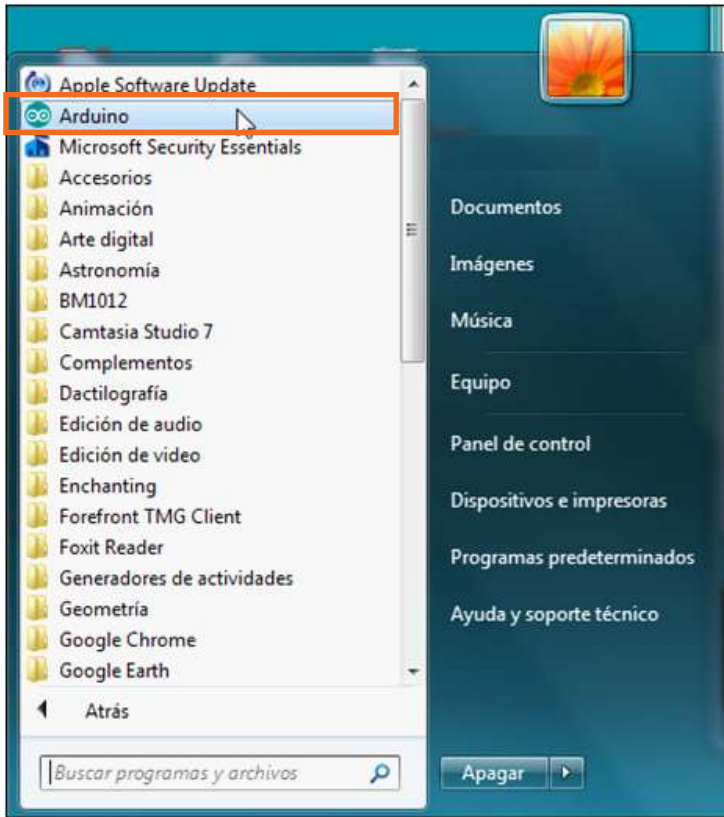 Apple Software Update
Arduino
Microsoft Security Essentials
Accesorios
Animación
Arte digital
Astronomía
BM1012
Camtasia Studio 7
Complementos
Dactilografía
Edición de audio
Edición de video
Enchanting
Forefront TMG Client
Foxit Reader
Generadores de actividades
Geometría
Google Chrome
Google Earth
Atrás
Buscar programas y archivos
Documentos
Imágenes
Música
Equipo
Panel de control
Dispositivos e impresoras
Programas predeterminados
Ayuda y soporte técnico
Apagar